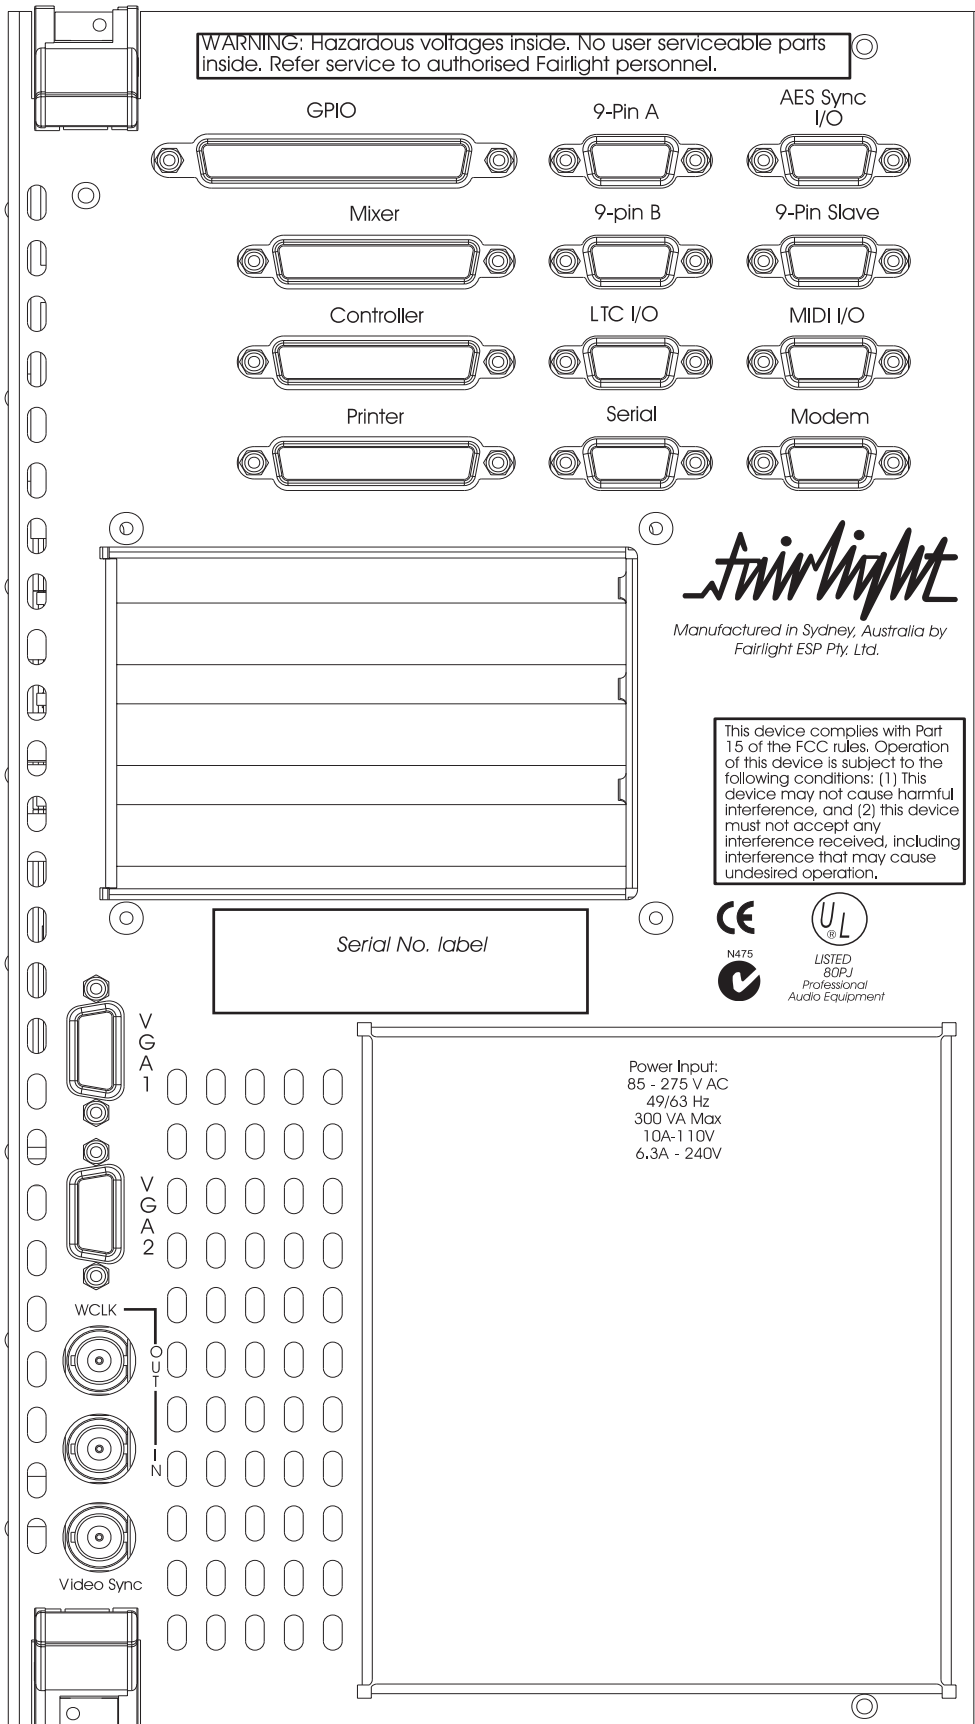 WARNING: Hazardous voltages inside. No user serviceable parts
inside. Refer service to authorised Fairlight personnel.
GPIO
9-Pin A
AES Sync
I/O
Mixer
9-pin B
9-Pin Slave
Controller
LTC I/O
MIDI I/O
Printer
Serial
Modem
fairlight
Manufactured in Sydney, Australia by
Fairlight ESP Pty. Ltd.
This device complies with Part
15 of the FCC rules. Operation
of this device is subject to the
following conditions: (1) This
device may not cause harmful
interference, and (2) this device
must not accept any
interference received, including
interference that may cause
undesired operation.
CE
UL
®
N475
LISTED
80PJ
Professional
Audio Equipment
Serial No. label
VGA1
Power Input:
85 - 275 V AC
49/63 Hz
300 VA Max
10A-110V
6.3A - 240V
VGA2
WCLK
OUT
IN
Video Sync